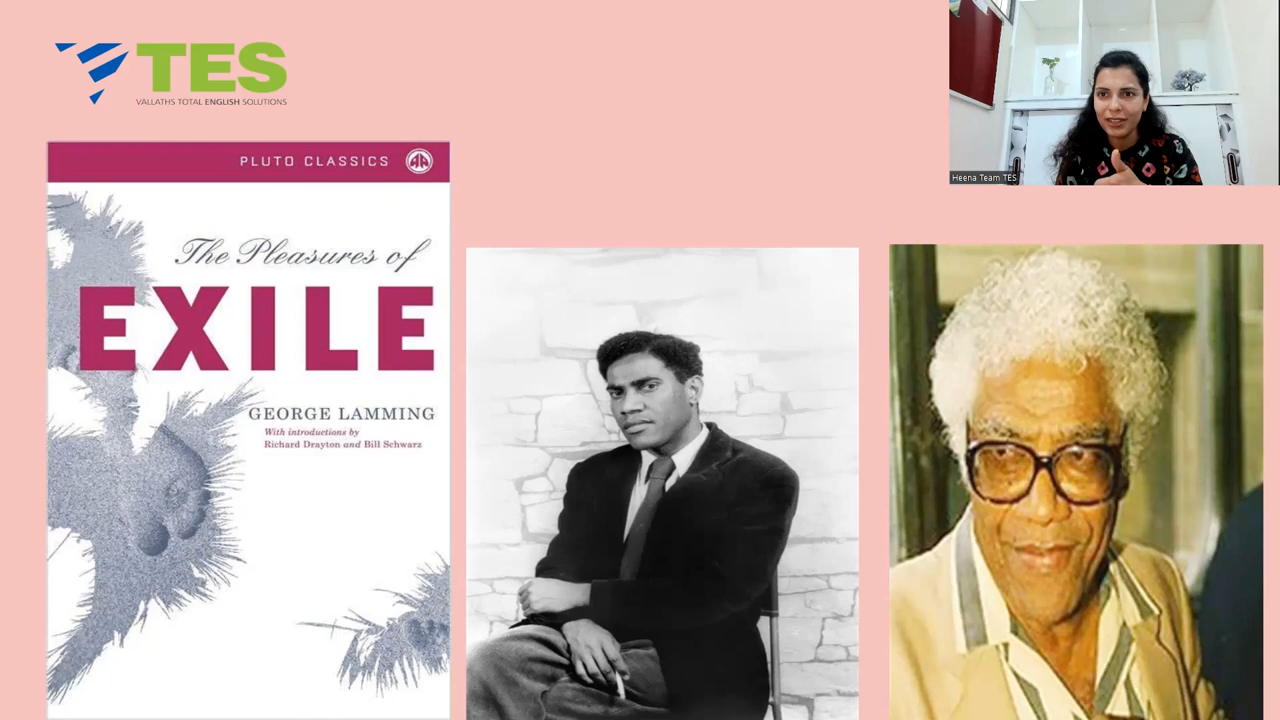 TES
VALLATHS TOTAL ENGLISH SOLUTIONS
Heena Team TES
PLUTO CLASSICS
The Pleasures of
EXILE
GEORGE LAMMING
With introductions by
Richard Drayton and Bill Schwarz